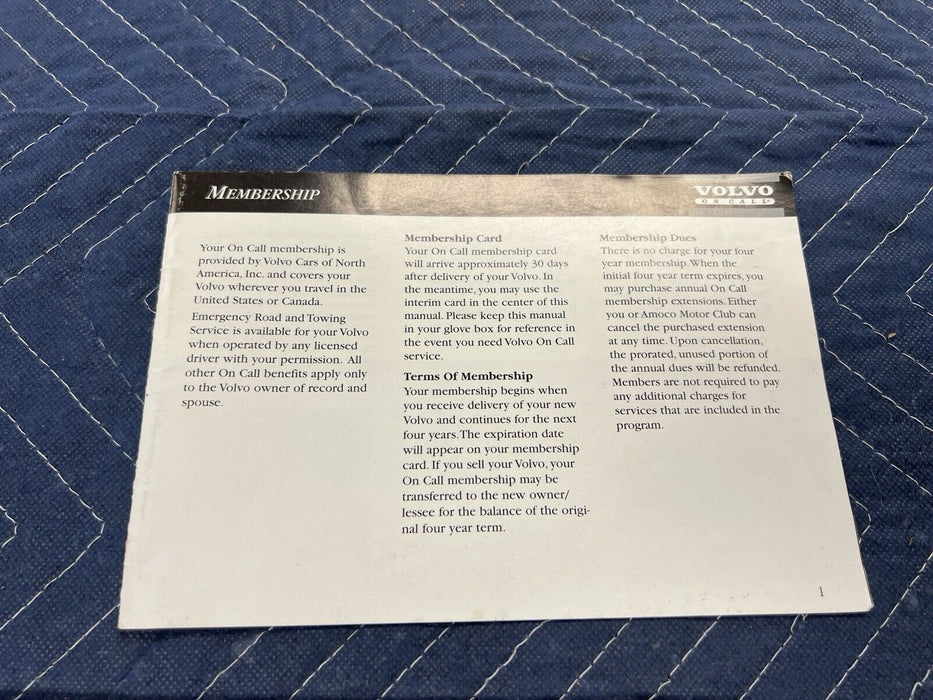 MEMBERSHIP
VOLVO
ON CALL
Your On Call membership is
provided by Volvo Cars of North
America, Inc. and covers your
Volvo wherever you travel in the
United States or Canada.
Emergency Road and Towing
Service is available for your Volvo
when operated by any licensed
driver with your permission. All
other On Call benefits apply only
to the Volvo owner of record and
spouse.
Membership Card
Your On Call membership card
will arrive approximately 30 days
after delivery of your Volvo. In
the meantime, you may use the
interim card in the center of this
manual. Please keep this manual
in your glove box for reference in
the event you need Volvo On Call
service.
Terms Of Membership
Your membership begins when
you receive delivery of your new
Volvo and continues for the next
four years. The expiration date
will appear on your membership
card. If you sell your Volvo, your
On Call membership may be
transferred to the new owner/
lessee for the balance of the origi-
nal four year term.
Membership Dues
There is no charge for your four
year membership. When the
initial four year term expires, you
may purchase annual On Call
membership extensions. Either
you or Amoco Motor Club can
cancel the purchased extension
at any time. Upon cancellation,
the prorated, unused portion of
the annual dues will be refunded.
Members are not required to pay
any additional charges for
services that are included in the
program.
1